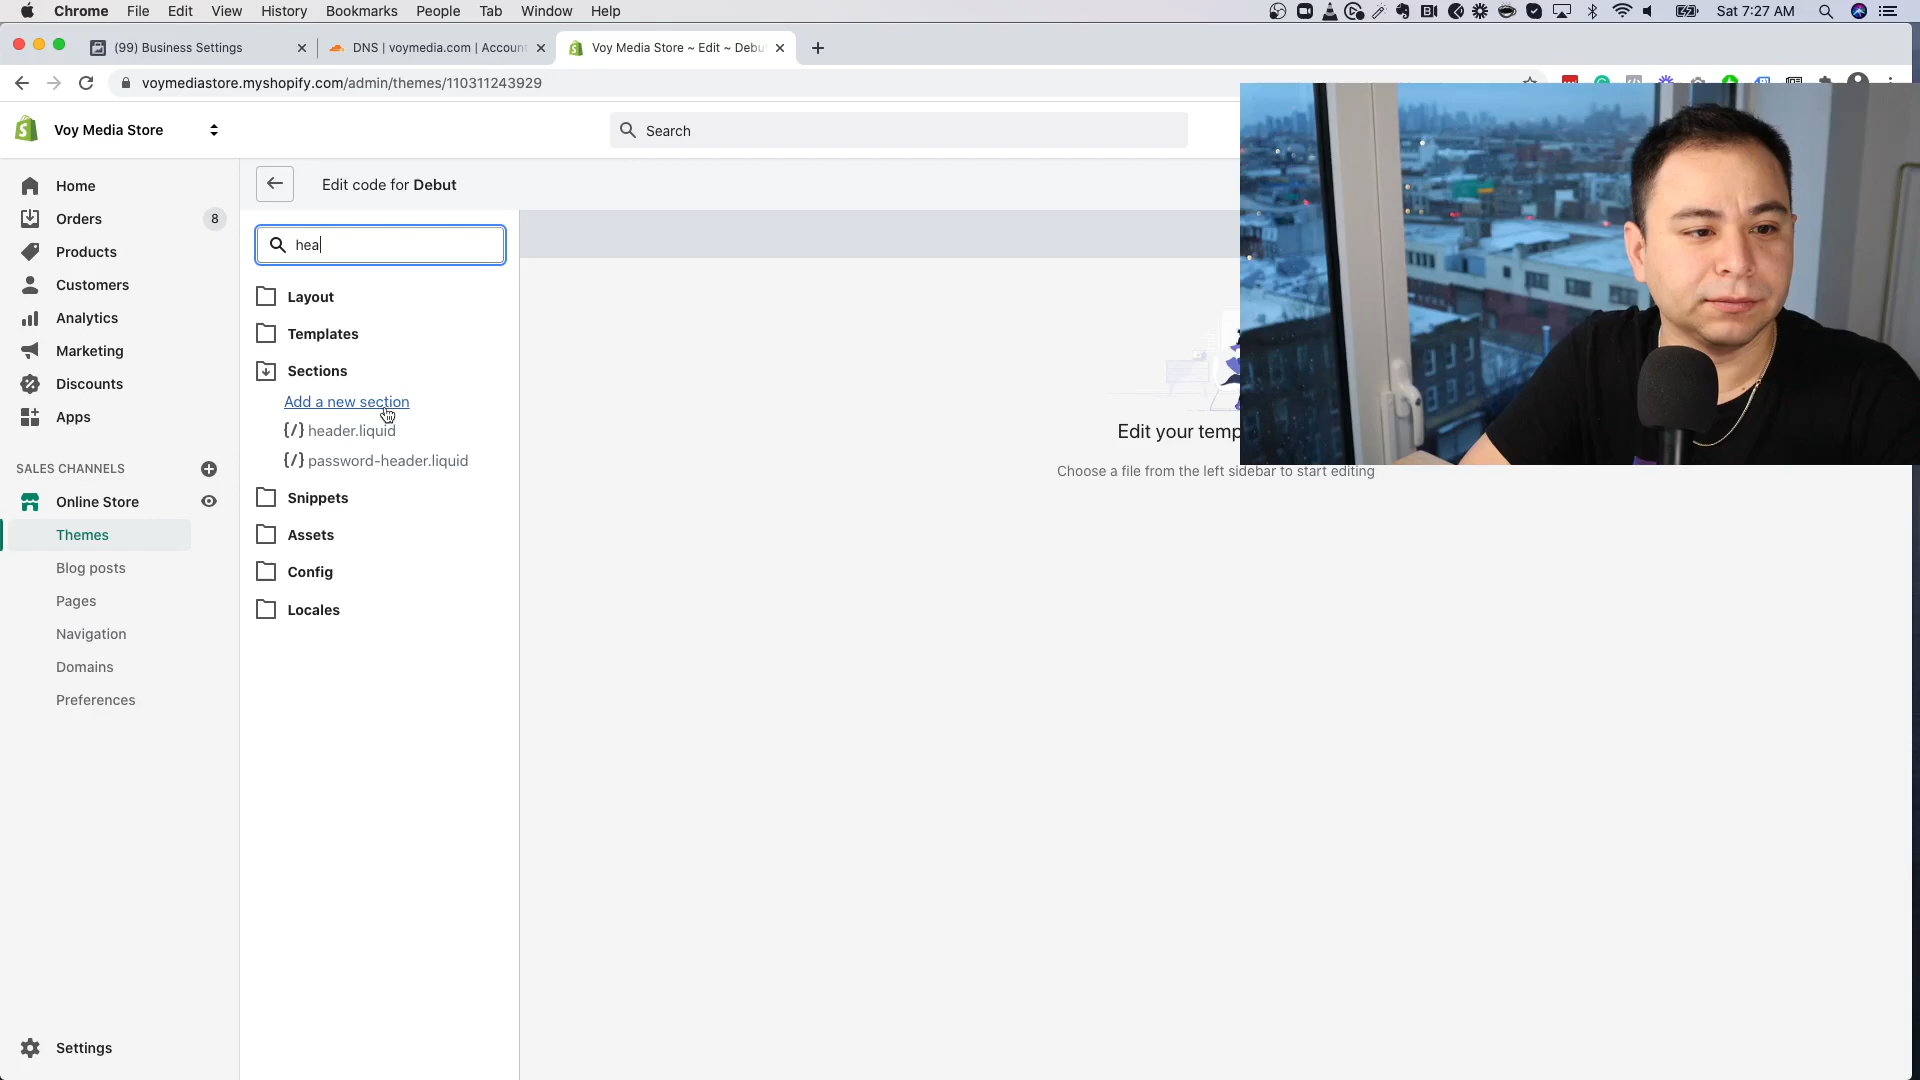 Chrome File Edit View History Bookmarks People Tab Window Help Sat 7:27 AM
(99) Business Settings
DNS | voymedia.com | Account
Voy Media Store ~ Edit ~ Debu
voymediastore.myshopify.com/admin/themes/110311243929
Voy Media Store
Search
Home
Orders 8
Products
Customers
Analytics
Marketing
Discounts
Apps
SALES CHANNELS
Online Store
Themes
Blog posts
Pages
Navigation
Domains
Preferences
Settings
Edit code for Debut
hea
Layout
Templates
Sections
Add a new section
{/} header.liquid
{/} password-header.liquid
Snippets
Assets
Config
Locales
Edit your temp
Choose a file from the left sidebar to start editing